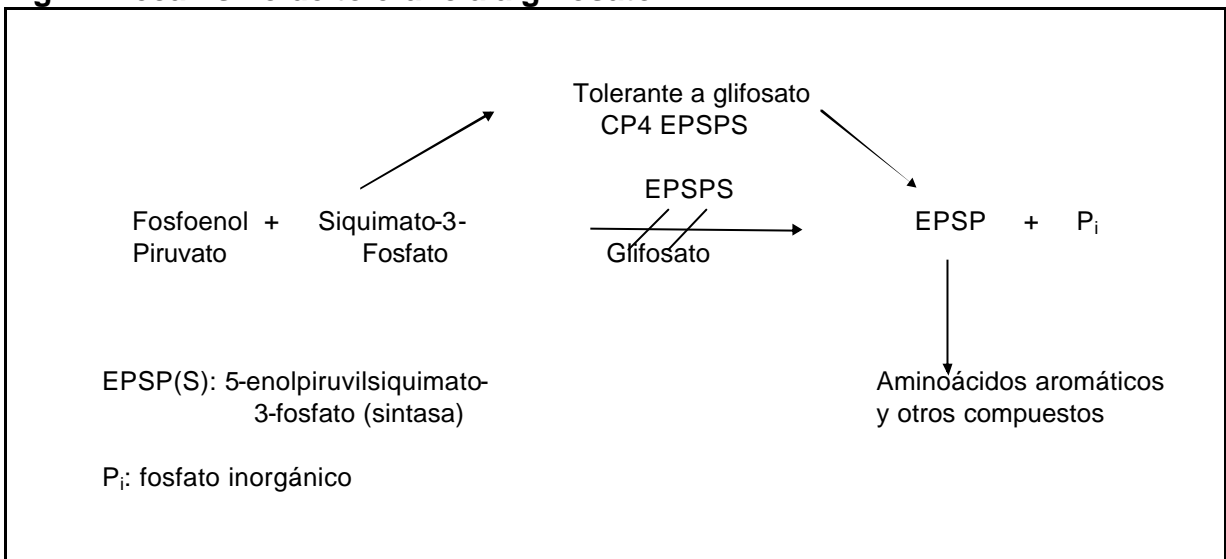 Tolerante a glifosato
CP4 EPSPS
EPSPS
Fosfoenol + Siquimato-3- EPSP + Pi
Piruvato Fosfato Glifosato
EPSP(S): 5-enolpiruvilsiquimato- Aminoácidos aromáticos
3-fosfato (sintasa) y otros compuestos
Pi: fosfato inorgánico